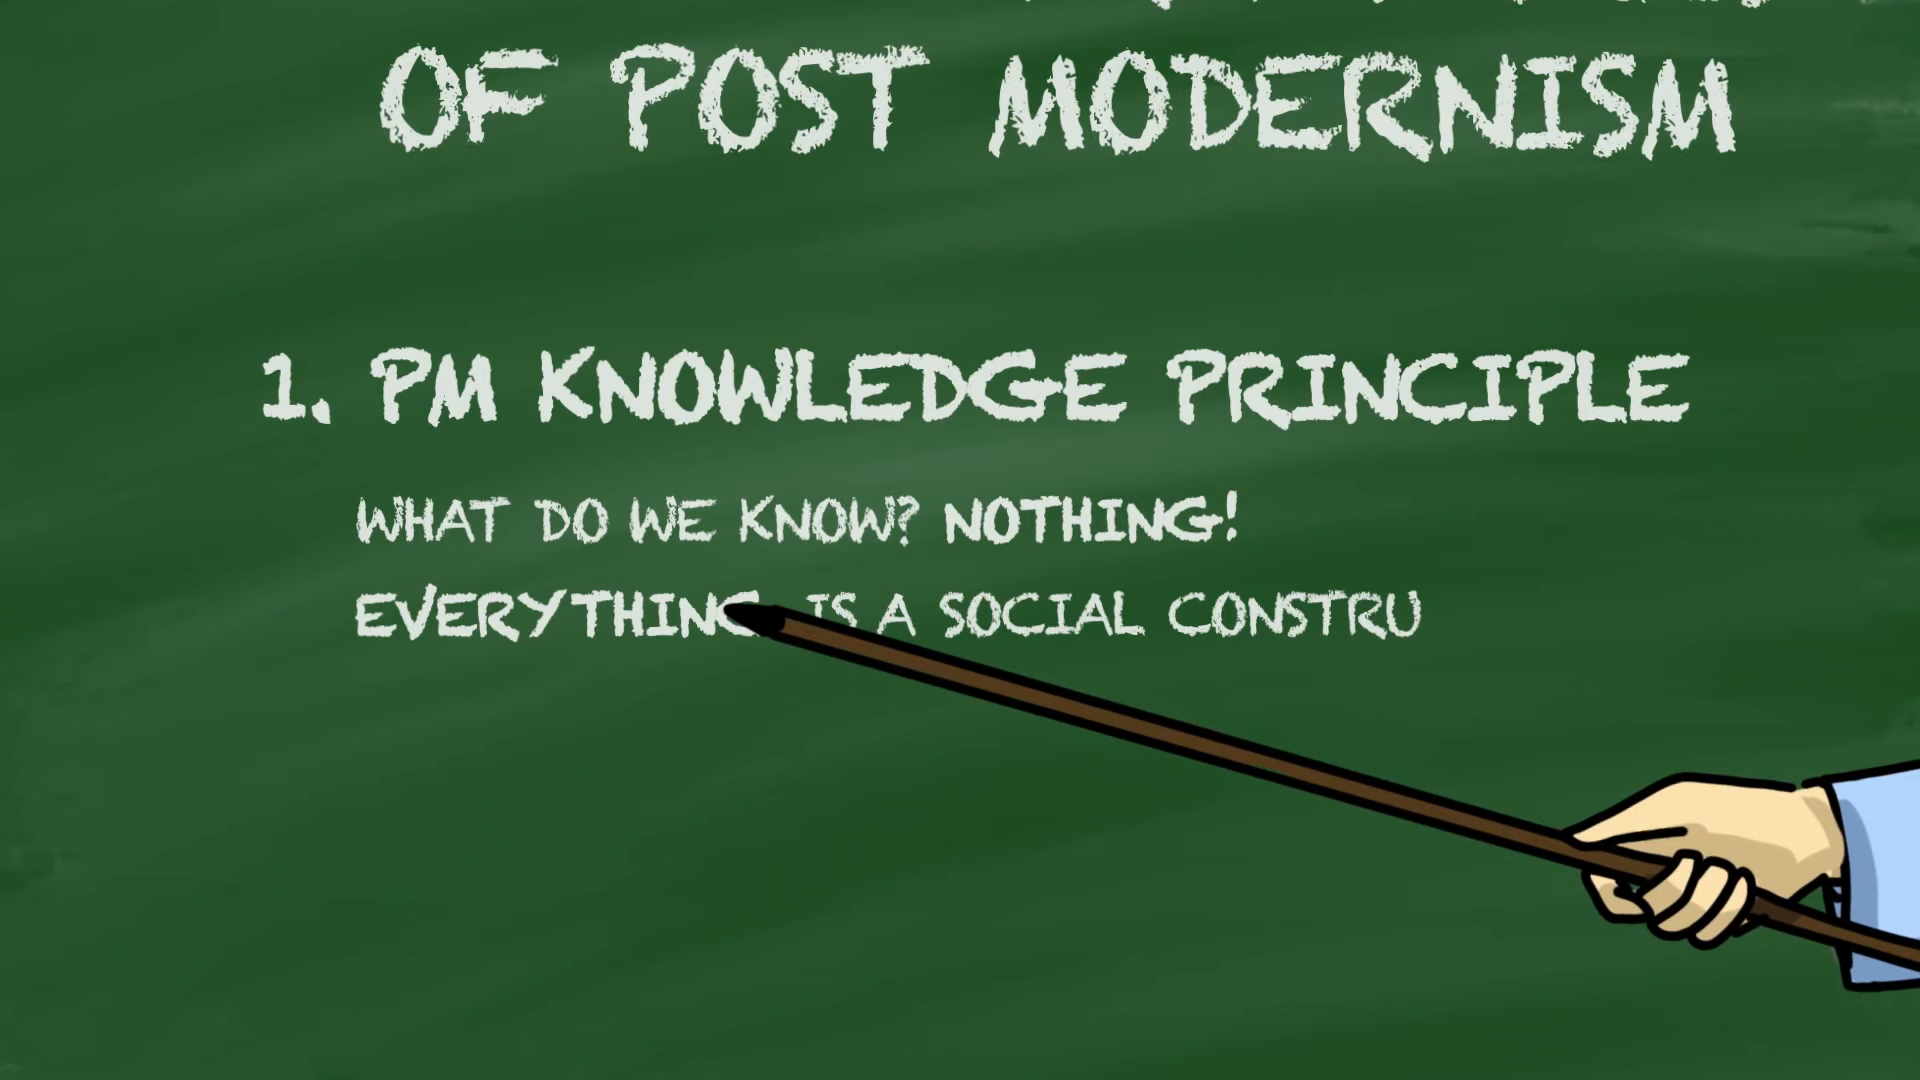 OF POST MODERNISM
1. PM KNOWLEDGE PRINCIPLE
WHAT DO WE KNOW? NOTHING!
EVERYTHING IS A SOCIAL CONSTRU